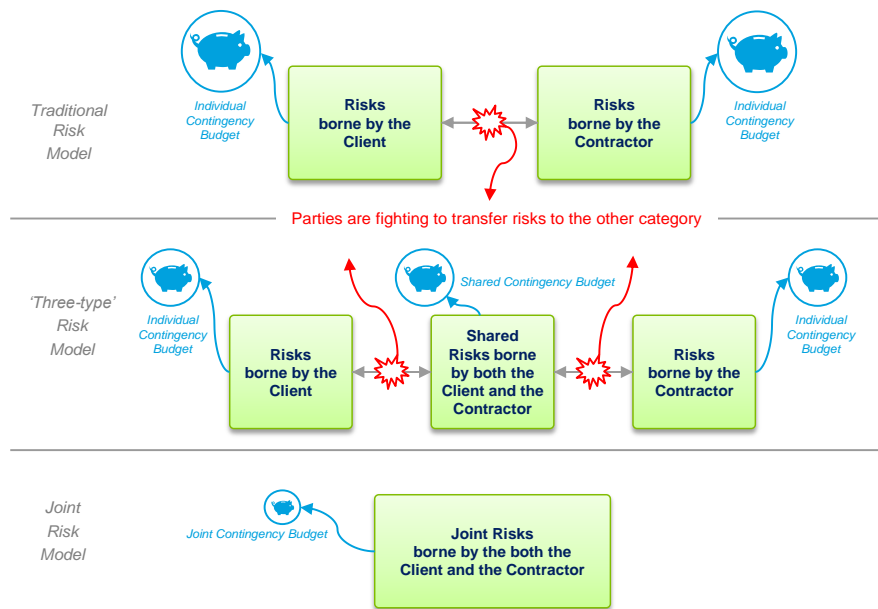 Traditional
Risk
Model
Individual
Contingency
Budget
Risks
borne by the
Client
Risks
borne by the
Contractor
Individual
Contingency
Budget
Parties are fighting to transfer risks to the other category
‘Three-type’
Risk
Model
Individual
Contingency
Budget
Risks
borne by the
Client
Shared Contingency Budget
Shared
Risks borne
by both the
Client and the
Contractor
Risks
borne by the
Contractor
Individual
Contingency
Budget
Joint
Risk
Model
Joint Contingency Budget
Joint Risks
borne by the both the
Client and the Contractor